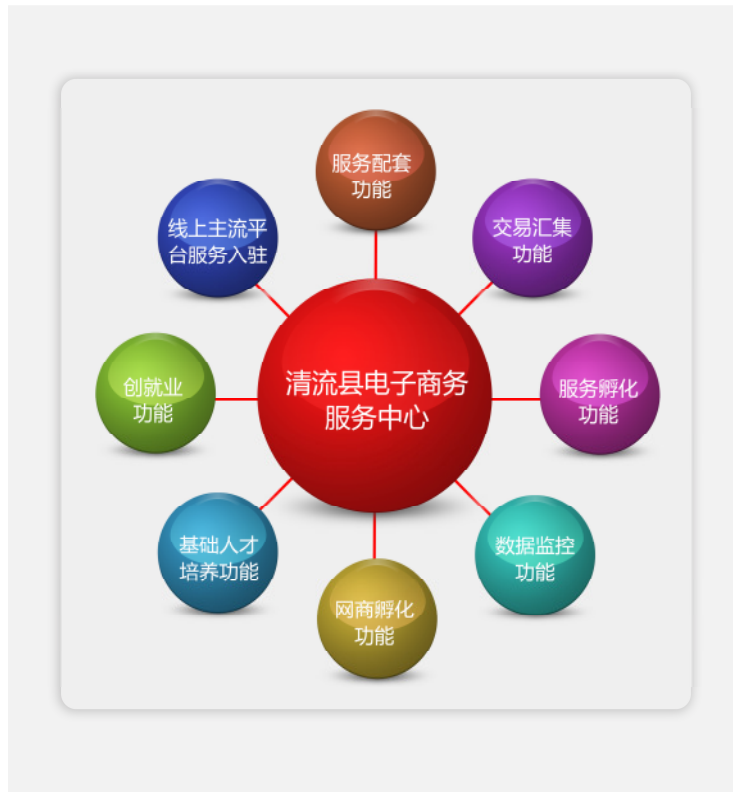 服务配套
功能
线上主流平
台服务入驻
交易汇集
功能
创就业
功能
清流县电子商务
服务中心
服务孵化
功能
基础人才
培养功能
数据监控
功能
网商孵化
功能